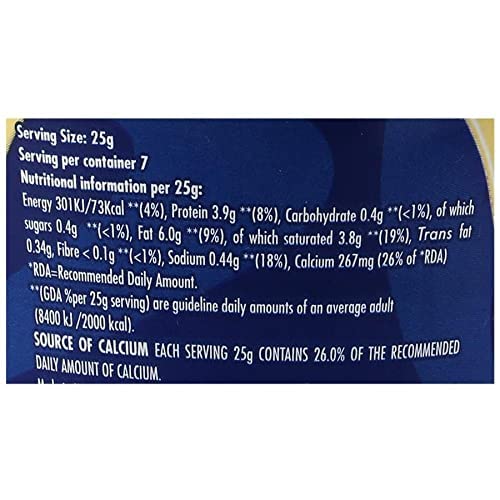 Serving Size: 25g
Serving per container 7
Nutritional information per 25g:
Energy 301KJ/73Kcal **(4%), Protein 3.9g **(8%), Carbohydrate 0.4g **(<1%), of which
sugars 0.4g **(<1%), Fat 6.0g **(9%), of which saturated 3.8g **(19%), Trans fat
0.34g, Fibre < 0.1g **(<1%), Sodium 0.44g **(18%), Calcium 267mg (26% of *RDA)
*RDA=Recommended Daily Amount.
**(GDA %per 25g serving) are guideline daily amounts of an average adult
(8400 kJ /2000 kcal).
SOURCE OF CALCIUM EACH SERVING 25g CONTAINS 26.0% OF THE RECOMMENDED
DAILY AMOUNT OF CALCIUM.